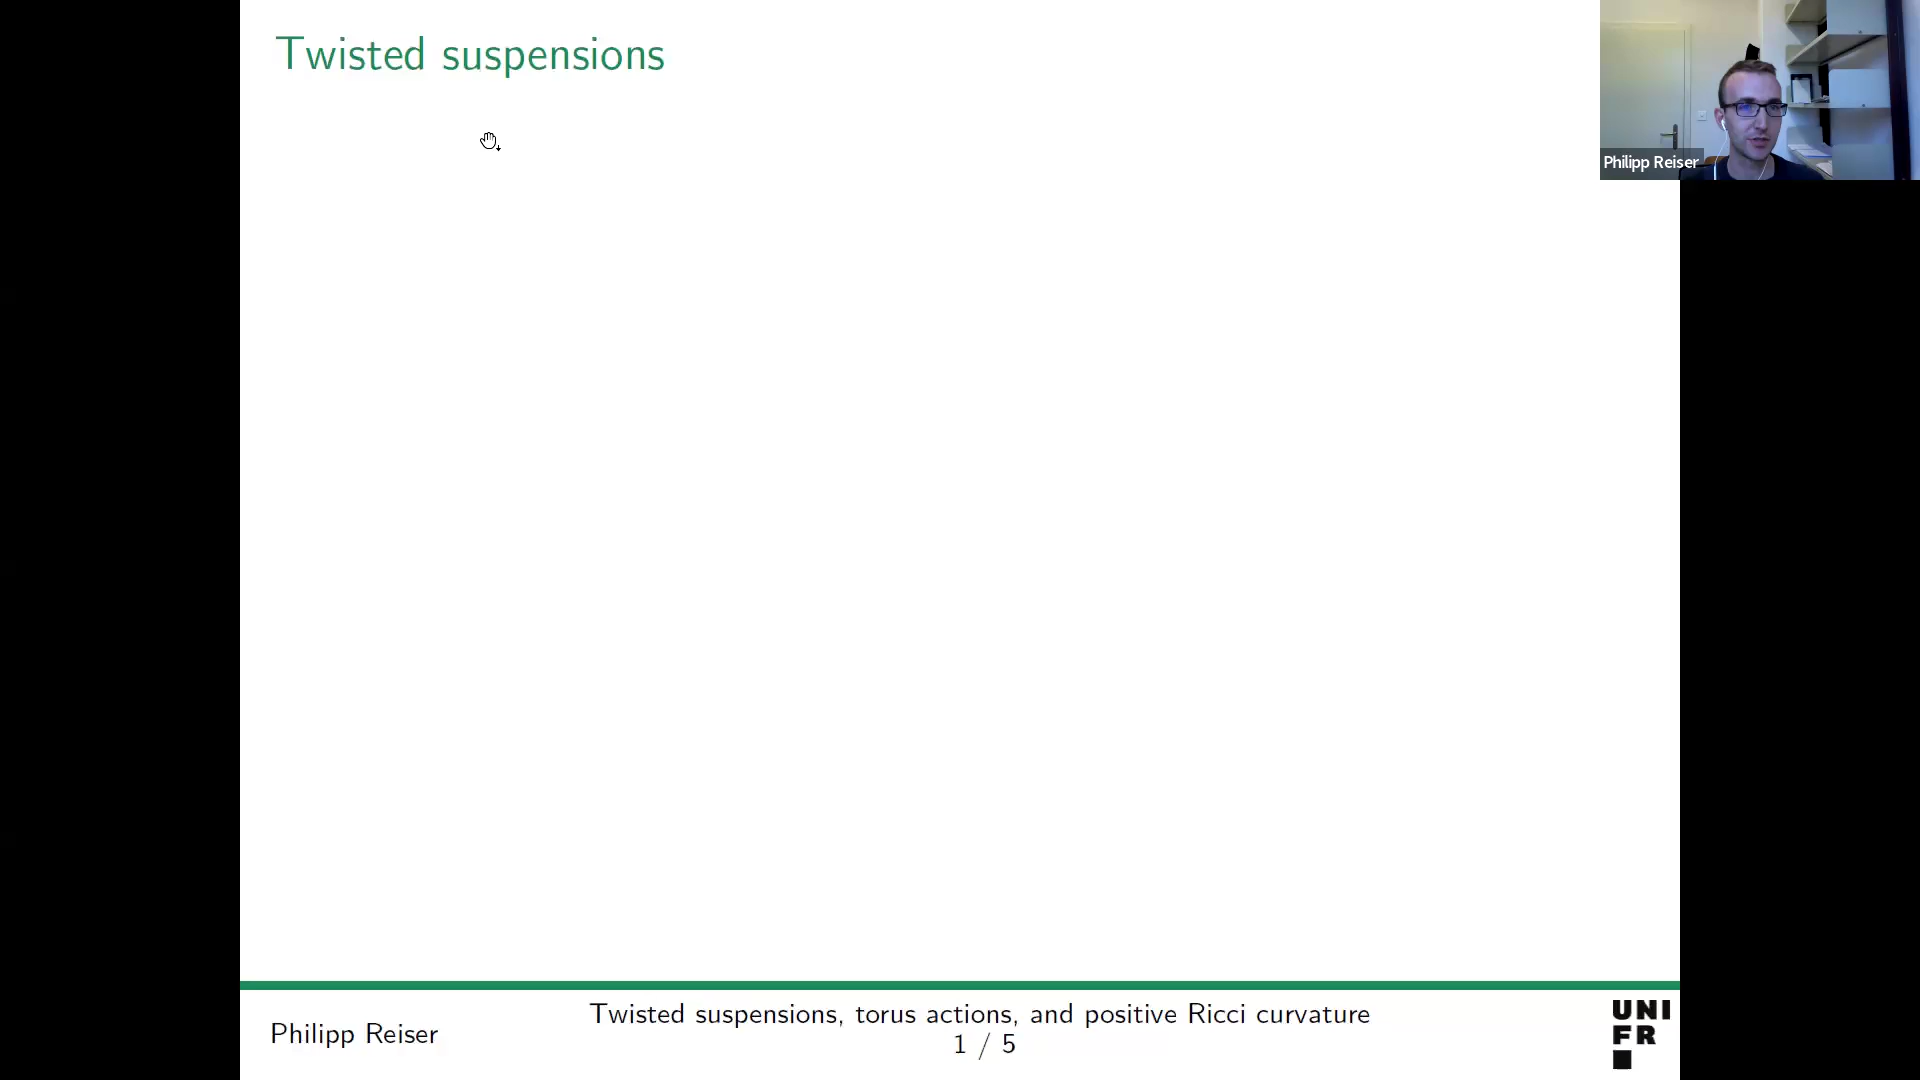 Twisted suspensions
Philipp Reiser
Philipp Reiser
Twisted suspensions, torus actions, and positive Ricci curvature
1 / 5
UNI
FR